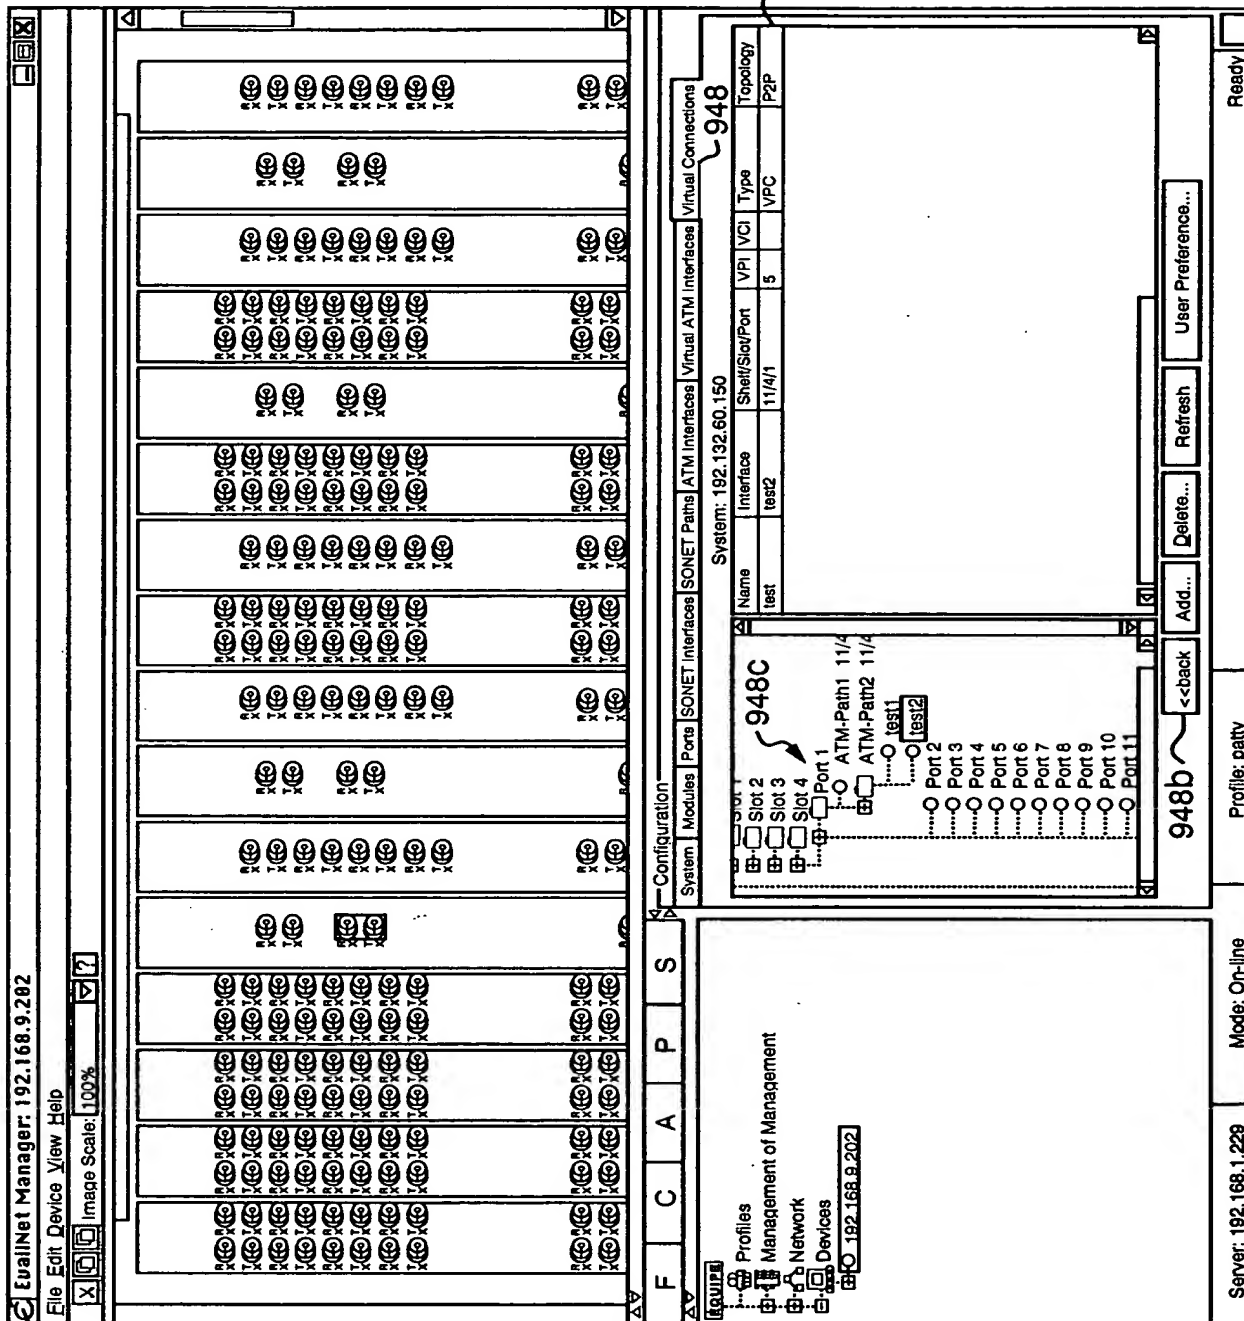 EualNet Manager: 192.168.9.202
File Edit Device View Help
X Image Scale: 100% ?
F C A P S
EQUIPE
Profiles
Management of Management
Network
Devices
192.168.9.202
Configuration
System Modules Ports SONET Interfaces SONET Paths ATM Interfaces Virtual ATM Interfaces Virtual Connections
948
System: 192.132.60.150
Slot 2
Slot 3
Slot 4
948C
Port 1
ATM-Path1 11/4
ATM-Path2 11/4
test1
test2
Port 2
Port 3
Port 4
Port 5
Port 6
Port 7
Port 8
Port 9
Port 10
Port 11
Name Interface Shelf/Slot/Port VPI VCI Type Topology
test test2 11/4/1 5 VPC P2P
948b
<<back Add... Delete... Refresh User Preference...
Server: 192.168.1.229 Mode: On-line Profile: patty Ready